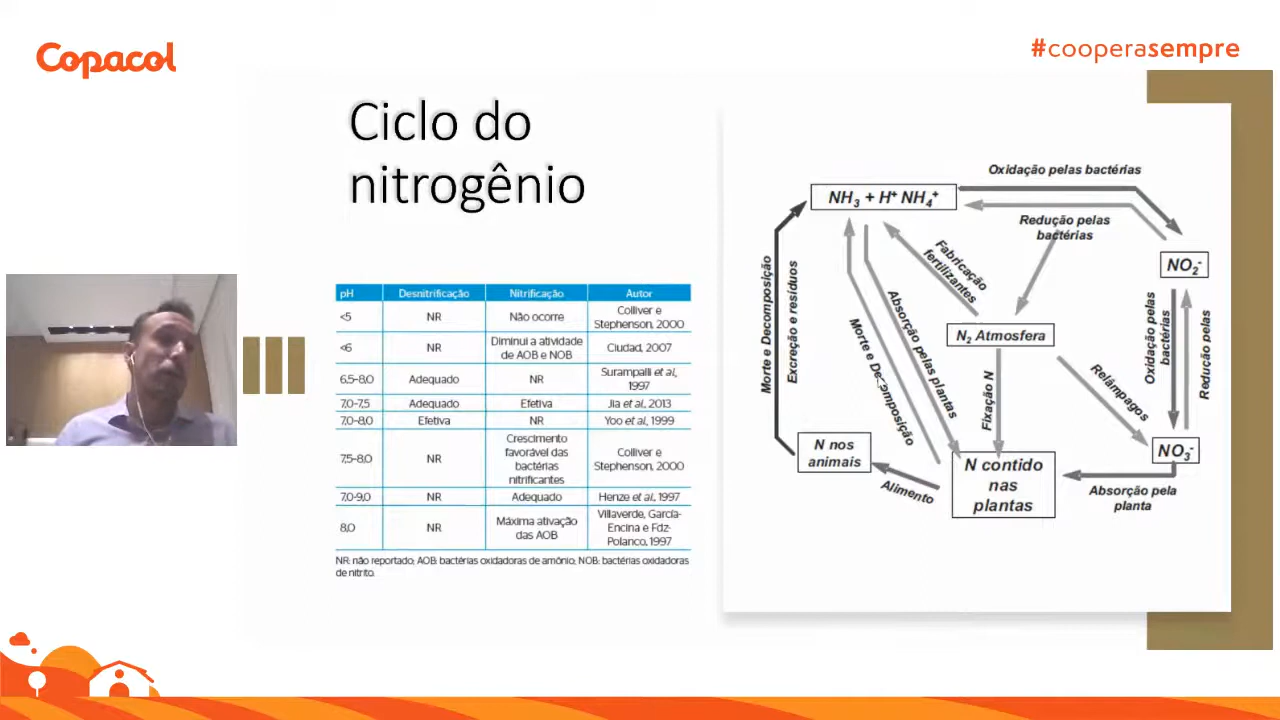 Copacol
#cooperasempre
Ciclo do
nitrogênio
pH Desnitrificação Nitrificação Autor
<5 NR Não ocorre Colliver e
Stephenson, 2000
<6 NR Diminui a atividade
de AOB e NOB Ciudad, 2007
6,5-8,0 Adequado NR Surampalli et al.,
1997
7,0-7,5 Adequado Efetiva Jia et al., 2013
7,0-8,0 Efetiva NR Yoo et al., 1999
7,5-8,0 NR Crescimento
favorável das
bactérias
nitrificantes Colliver e
Stephenson, 2000
7,0-9,0 NR Adequado Henze et al., 1997
8,0 NR Máxima ativação
das AOB Villaverde, García-
Encina e Fdz-
Polanco, 1997
NR: não reportado; AOB: bactérias oxidadoras de amônio; NOB: bactérias oxidadoras
de nitrito.
Oxidação pelas bactérias
NH₃ + H⁺ NH₄⁺
Redução pelas
bactérias
Fabricação
fertilizantes
NO₂⁻
Morte e Decomposição
Excreção e resíduos
Absorção pelas plantas
Morte e Decomposição
N₂ Atmosfera
Fixação N
Relâmpagos
Oxidação pelas
bactérias
Redução pelas
N nos
animais
NO₃⁻
N contido
nas
plantas
Alimento
Absorção pela
planta